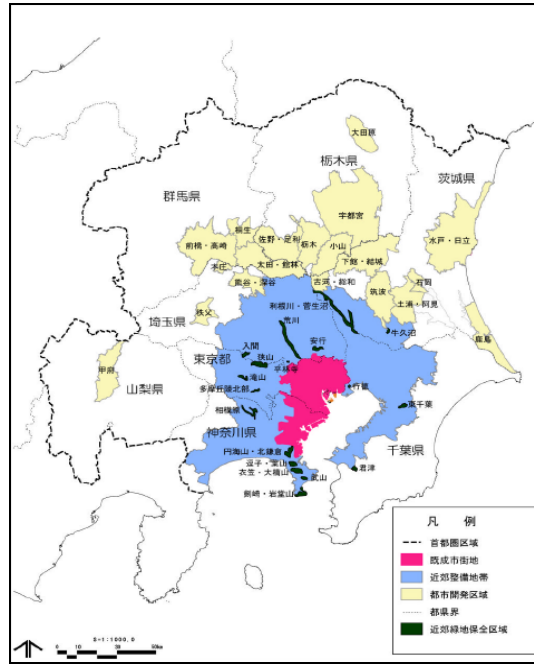 大田原
栃木県
茨城県
群馬県
宇都宮
桐生
佐野・足利
栃木
小山
水戸・日立
前橋・高崎
太田・館林
下館・結城
本庄
熊谷・深谷
古河・総和
筑波
石岡
利根川・菅生沼
土浦・阿見
秩父
荒川
埼玉県
安行
牛久沼
鹿島
入間
東京都
狭山
平林寺
甲府
滝山
行徳
山梨県
多摩丘陵北部
東千葉
相模原
神奈川県
千葉県
円海山・北鎌倉
逗子・葉山
君津
衣笠・大楠山
武山
剣崎・岩堂山
凡 例
首都圏区域
既成市街地
近郊整備地帯
都市開発区域
都県界
近郊緑地保全区域
S=1:1000,0
0 10 20 30 50km